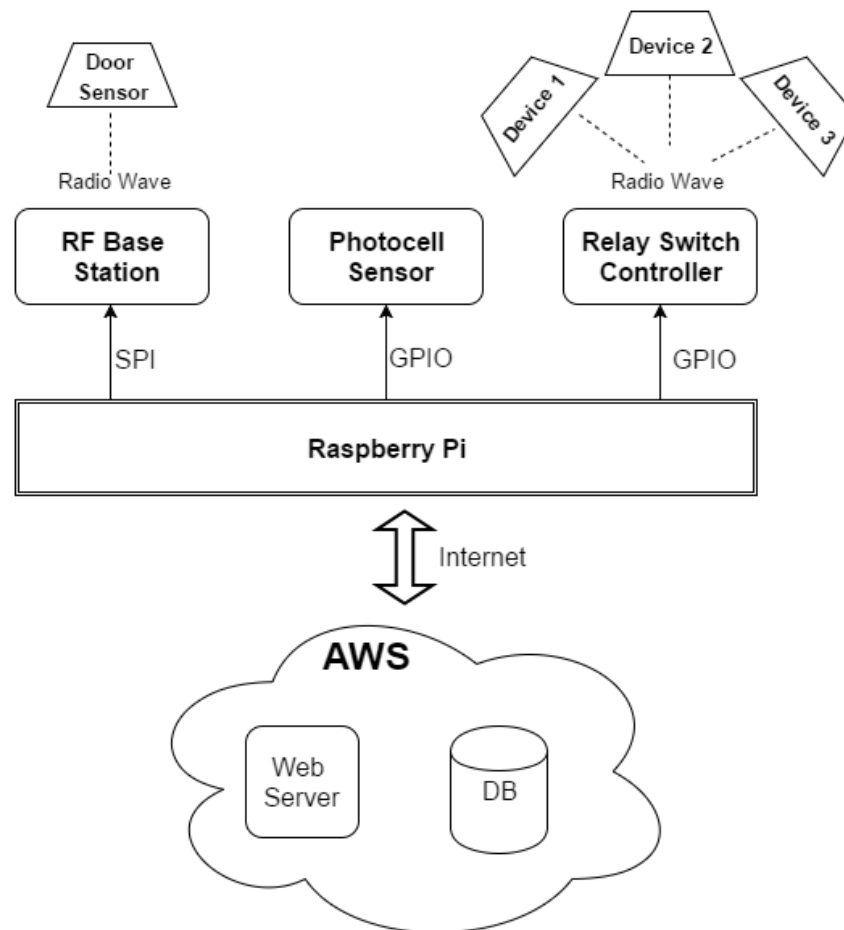 Door
Sensor
Device 1
Device 2
Device 3
Radio Wave
Radio Wave
RF Base
Station
Photocell
Sensor
Relay Switch
Controller
SPI
GPIO
GPIO
Raspberry Pi
Internet
AWS
Web
Server
DB